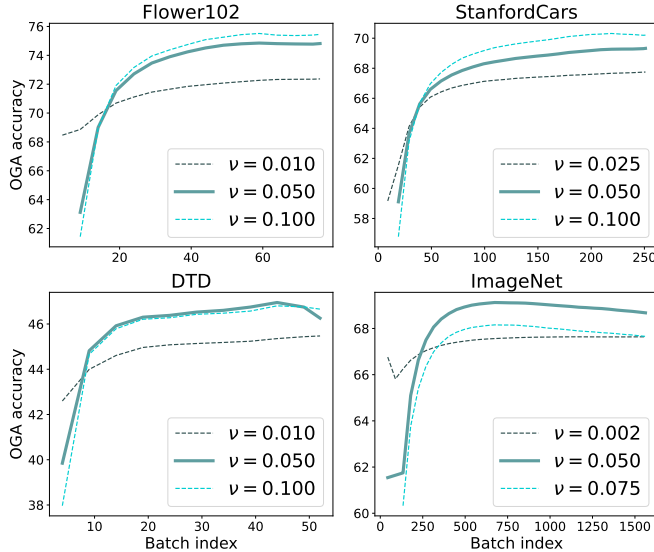 Flower102
OGA accuracy
76
74
72
70
68
66
64
62
20
40
60
ν = 0.010
ν = 0.050
ν = 0.100
StanfordCars
70
68
66
64
62
60
58
0
50
100
150
200
250
ν = 0.025
ν = 0.050
ν = 0.100
DTD
OGA accuracy
46
44
42
40
38
10
20
30
40
50
Batch index
ν = 0.010
ν = 0.050
ν = 0.100
ImageNet
68
66
64
62
60
0
250
500
750
1000
1250
1500
Batch index
ν = 0.002
ν = 0.050
ν = 0.075